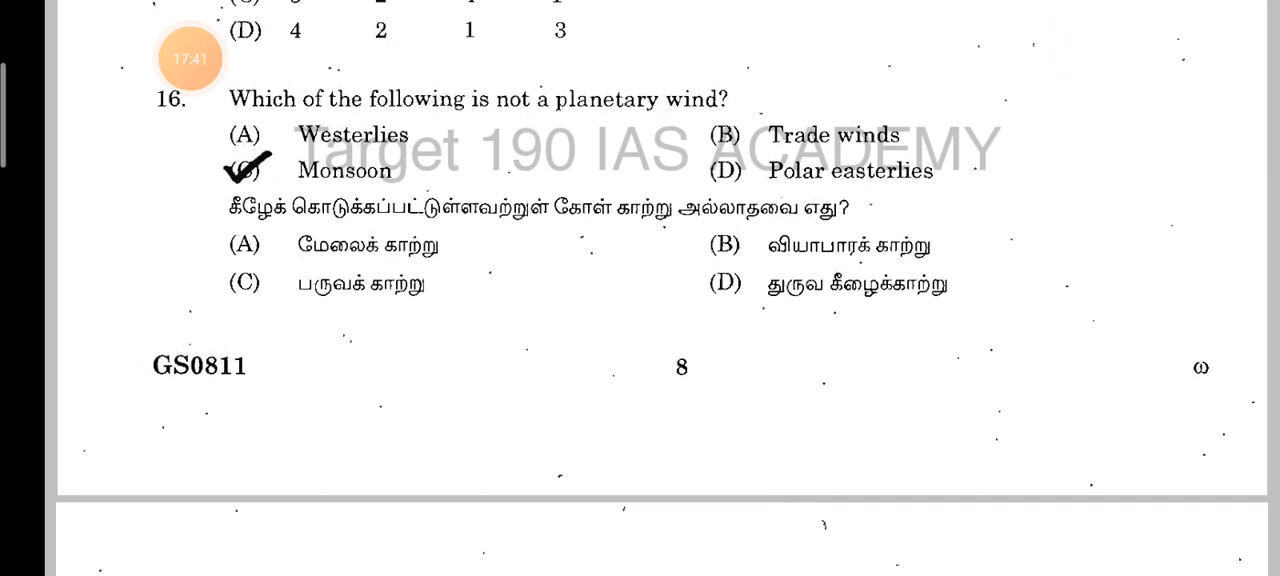 (D) 4 2 1 3
17:41
16. Which of the following is not a planetary wind?
(A) Westerlies (B) Trade winds
Target 190 IAS ACADEMY
(C) Monsoon (D) Polar easterlies
கீழேக் கொடுக்கப்பட்டுள்ளவற்றுள் கோள் காற்று அல்லாதவை எது?
(A) மேலைக் காற்று (B) வியாபாரக் காற்று
(C) பருவக் காற்று (D) துருவ கீழைக்காற்று
GS0811 8 ω